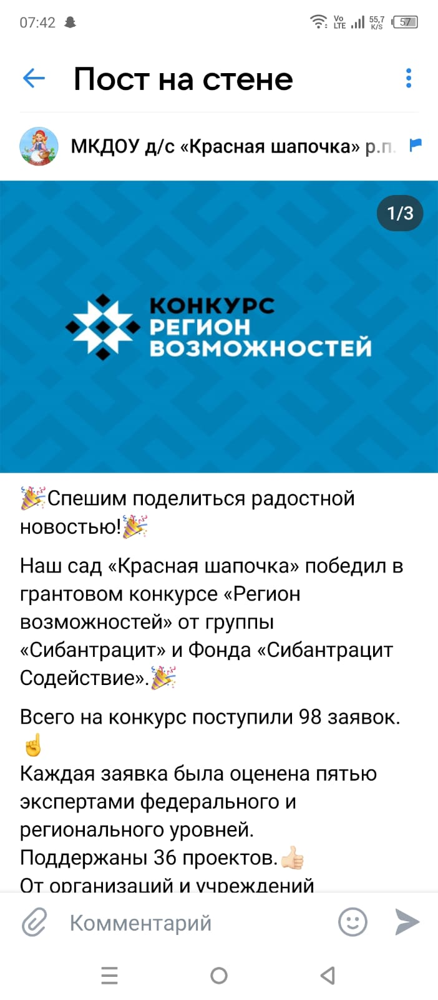 07:42
Vo
LTE
55,7
K/S
57
Пост на стене
МКДОУ д/с «Красная шапочка» р.п.
1/3
КОНКУРС
РЕГИОН
ВОЗМОЖНОСТЕЙ
🎉Спешим поделиться радостной
новостью!🎉
Наш сад «Красная шапочка» победил в
грантовом конкурсе «Регион
возможностей» от группы
«Сибантрацит» и Фонда «Сибантрацит
Содействие».🎉
Всего на конкурс поступили 98 заявок.
☝
Каждая заявка была оценена пятью
экспертами федерального и
регионального уровней.
Поддержаны 36 проектов.👍🏻
От организаций и учреждений
Комментарий